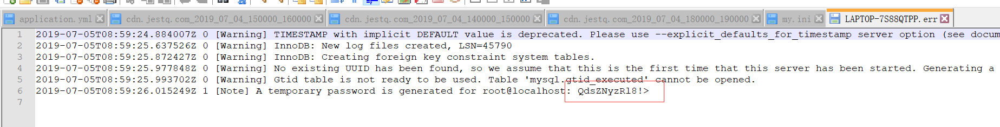 application.yml cdn.jestq.com_2019_07_04_150000_160000 cdn.jestq.com_2019_07_04_140000_150000 cdn.jestq.com_2019_07_04_180000_190000 my.ini LAPTOP-7S88QTPP.err
1 2019-07-05T08:59:24.884007Z 0 [Warning] TIMESTAMP with implicit DEFAULT value is deprecated. Please use --explicit_defaults_for_timestamp server option (see docum
2 2019-07-05T08:59:25.637526Z 0 [Warning] InnoDB: New log files created, LSN=45790
3 2019-07-05T08:59:25.872427Z 0 [Warning] InnoDB: Creating foreign key constraint system tables.
4 2019-07-05T08:59:25.977848Z 0 [Warning] No existing UUID has been found, so we assume that this is the first time that this server has been started. Generating a
5 2019-07-05T08:59:25.993702Z 0 [Warning] Gtid table is not ready to be used. Table 'mysql.gtid_executed' cannot be opened.
6 2019-07-05T08:59:26.015249Z 1 [Note] A temporary password is generated for root@localhost: QdsZNyzRl8!>
7